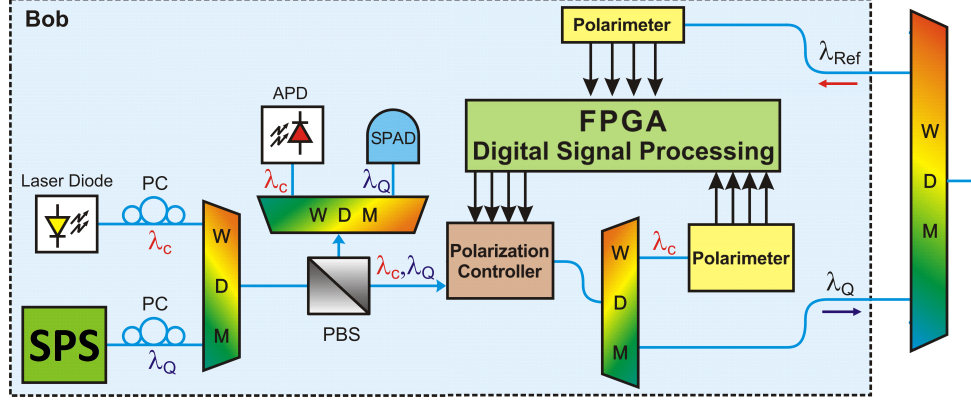 Bob
Polarimeter
λRef
FPGA
Digital Signal Processing
APD
SPAD
λc
λQ
W D M
Laser Diode
PC
λc
W
D
M
SPS
PC
λQ
PBS
λc,λQ
Polarization
Controller
W
D
M
λc
Polarimeter
λQ
W
D
M